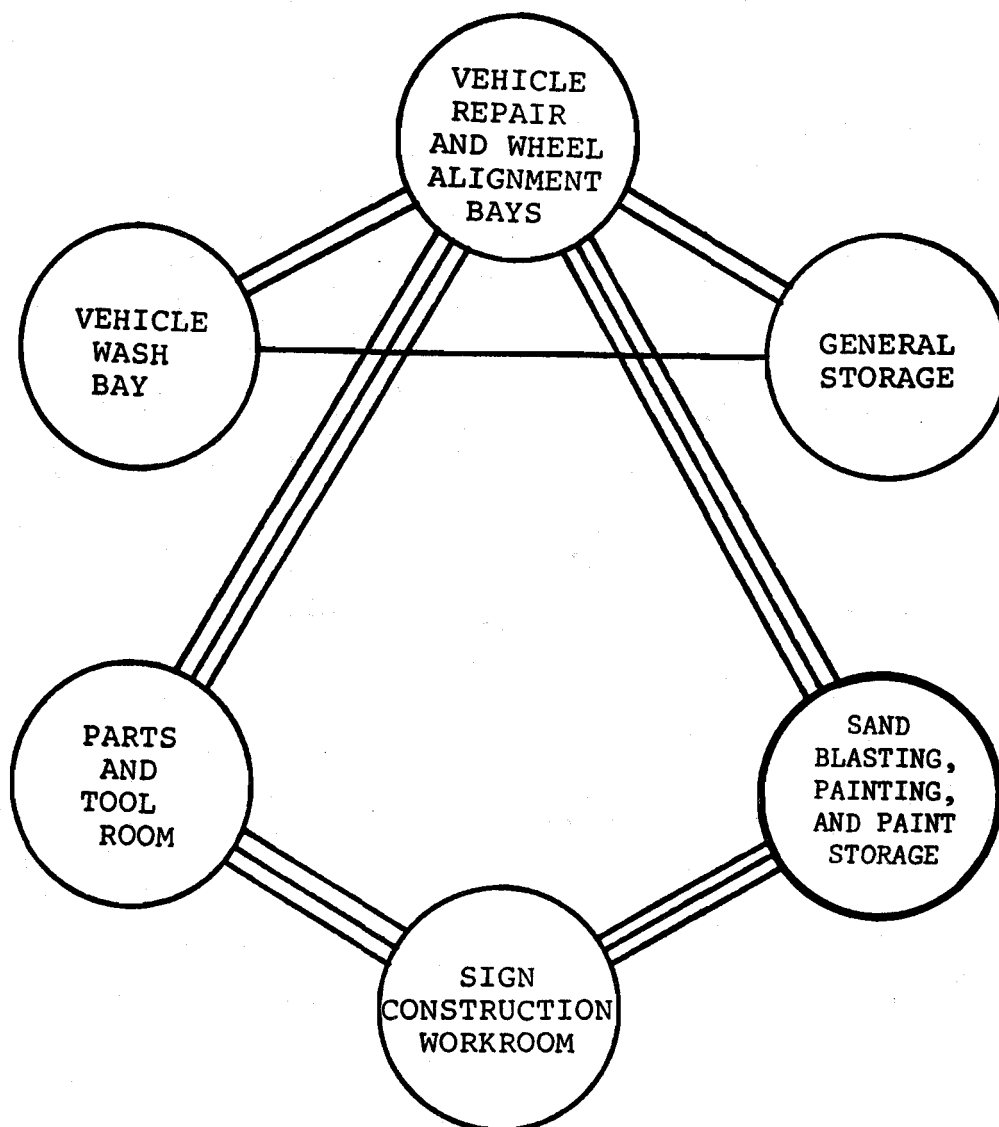 VEHICLE
REPAIR
AND WHEEL
ALIGNMENT
BAYS
VEHICLE
WASH
BAY
GENERAL
STORAGE
PARTS
AND
TOOL
ROOM
SAND
BLASTING,
PAINTING,
AND PAINT
STORAGE
SIGN
CONSTRUCTION
WORKROOM